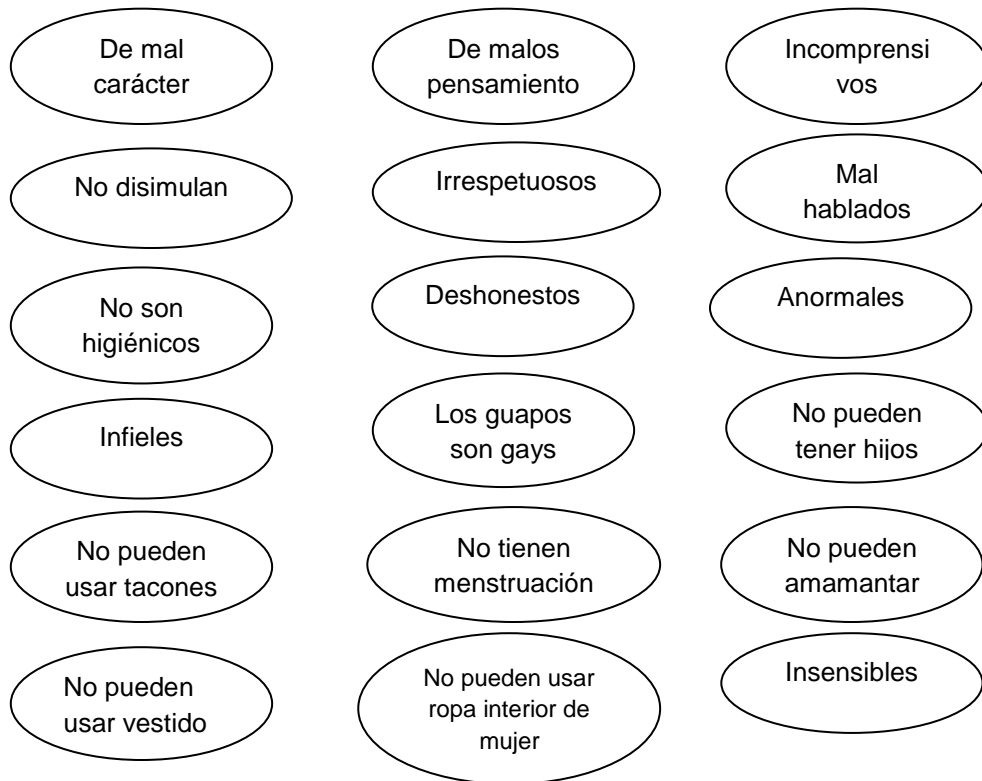 De mal
carácter
De malos
pensamiento
Incomprensi
vos
No disimulan
Irrespetuosos
Mal
hablados
No son
higiénicos
Deshonestos
Anormales
Infieles
Los guapos
son gays
No pueden
tener hijos
No pueden
usar tacones
No tienen
menstruación
No pueden
amamantar
No pueden
usar vestido
No pueden usar
ropa interior de
mujer
Insensibles